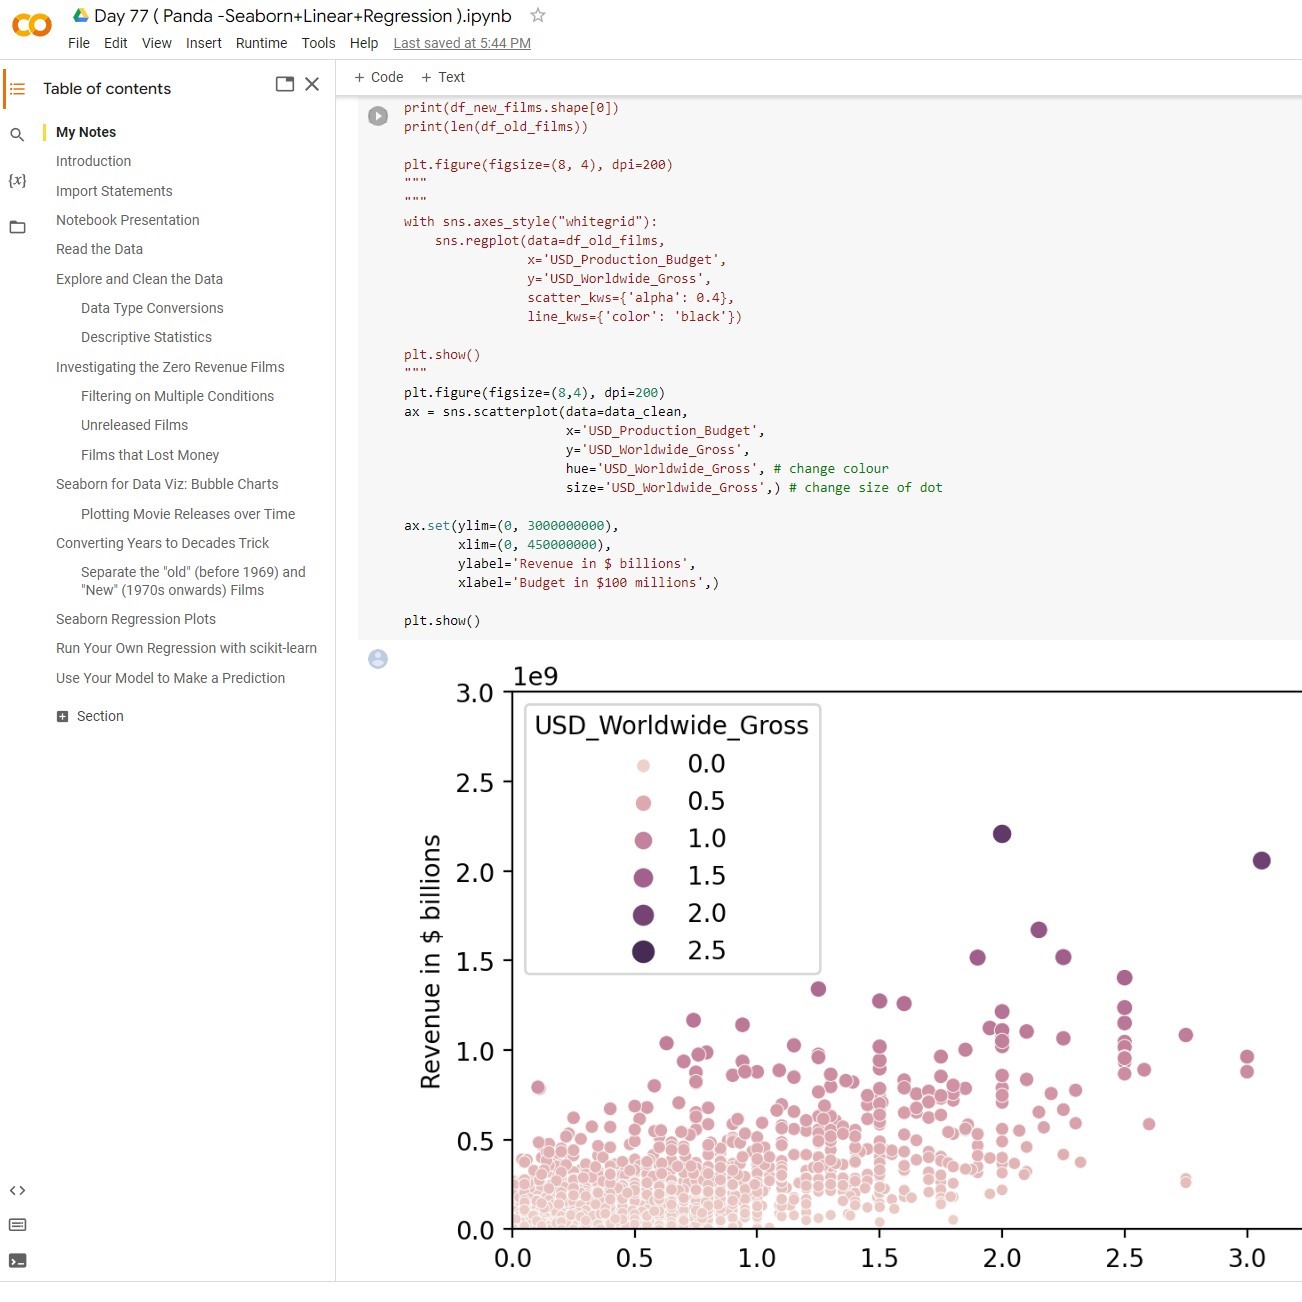 Day 77 ( Panda -Seaborn+Linear+Regression ).ipynb
File Edit View Insert Runtime Tools Help Last saved at 5:44 PM
Table of contents
My Notes
Introduction
Import Statements
Notebook Presentation
Read the Data
Explore and Clean the Data
Data Type Conversions
Descriptive Statistics
Investigating the Zero Revenue Films
Filtering on Multiple Conditions
Unreleased Films
Films that Lost Money
Seaborn for Data Viz: Bubble Charts
Plotting Movie Releases over Time
Converting Years to Decades Trick
Separate the "old" (before 1969) and
"New" (1970s onwards) Films
Seaborn Regression Plots
Run Your Own Regression with scikit-learn
Use Your Model to Make a Prediction
Section
{x}
<>
+ Code + Text
print(df_new_films.shape[0])
print(len(df_old_films))
plt.figure(figsize=(8, 4), dpi=200)
"""
"""
with sns.axes_style("whitegrid"):
    sns.regplot(data=df_old_films,
                x='USD_Production_Budget',
                y='USD_Worldwide_Gross',
                scatter_kws={'alpha': 0.4},
                line_kws={'color': 'black'})
plt.show()
"""
plt.figure(figsize=(8,4), dpi=200)
ax = sns.scatterplot(data=data_clean,
                     x='USD_Production_Budget',
                     y='USD_Worldwide_Gross',
                     hue='USD_Worldwide_Gross', # change colour
                     size='USD_Worldwide_Gross',) # change size of dot
ax.set(ylim=(0, 3000000000),
       xlim=(0, 450000000),
       ylabel='Revenue in $ billions',
       xlabel='Budget in $100 millions',)
plt.show()
1e9
3.0
2.5
2.0
1.5
1.0
0.5
0.0
Revenue in $ billions
USD_Worldwide_Gross
0.0
0.5
1.0
1.5
2.0
2.5
0.0 0.5 1.0 1.5 2.0 2.5 3.0